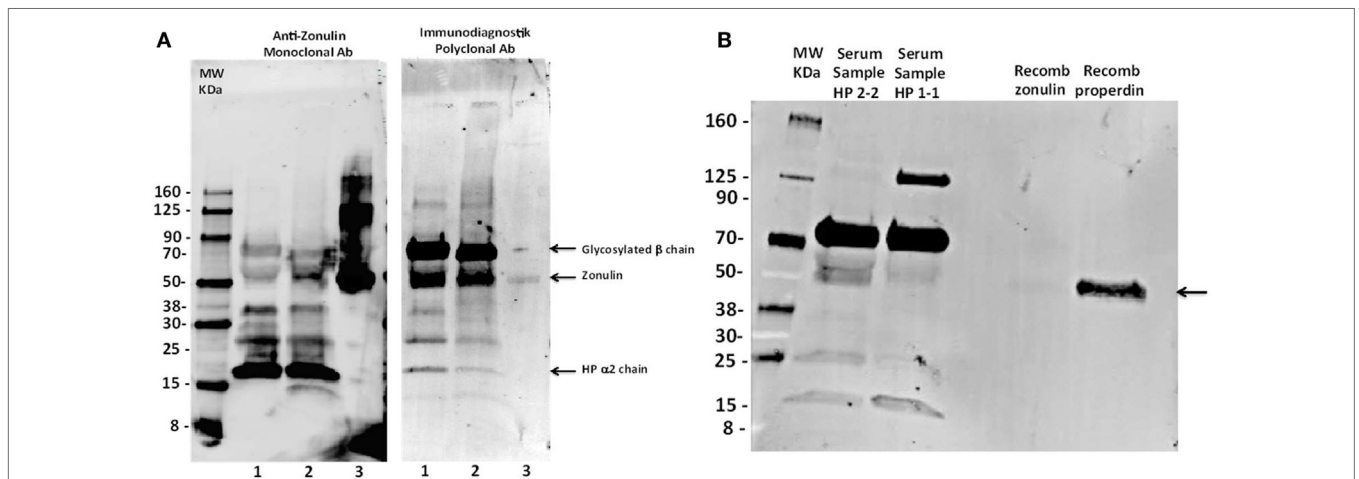 A
Anti-Zonulin
Monoclonal Ab
Immunodiagnostik
Polyclonal Ab
MW
KDa
160 -
125 -
90 -
70-
50-
38-
30-
25 -
15 -
8 -
Glycosylated β chain
Zonulin
HP α2 chain
1 2 3
1 2 3
B
MW
KDa
Serum
Sample
HP 2-2
Serum
Sample
HP 1-1
Recomb
zonulin
Recomb
properdin
160 -
125 -
90 -
70-
50-
38-
30-
25 -
15 -
8 -